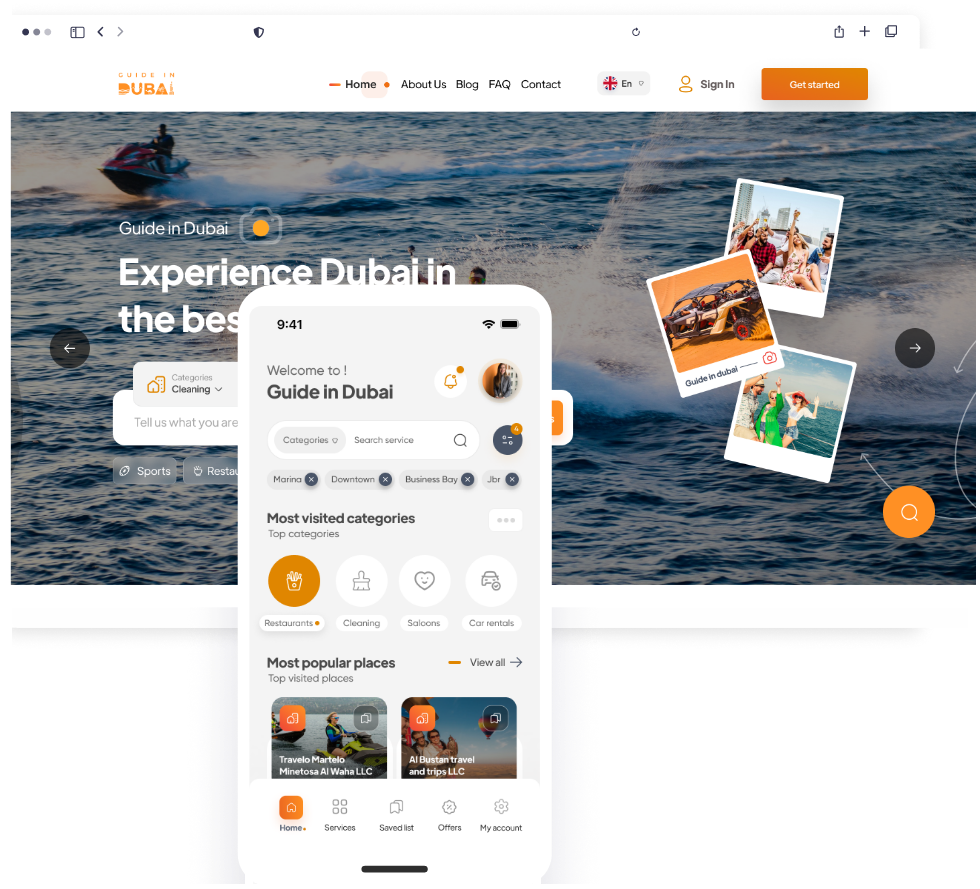 GUIDE IN
DUBAI
Home
About Us
Blog
FAQ
Contact
En
Sign In
Get started
Guide in Dubai
Experience Dubai in
the bes
Categories
Cleaning
Tell us what you are
Sports
Restau
Guide in dubai
9:41
Welcome to !
Guide in Dubai
Categories
Search service
4
Marina
Downtown
Business Bay
Jbr
Most visited categories
Top categories
Restaurants
Cleaning
Saloons
Car rentals
Most popular places
View all
Top visited places
Travelo Martelo
Minetosa Al Waha LLC
Al Bustan travel
and trips LLC
Home
Services
Saved list
Offers
My account